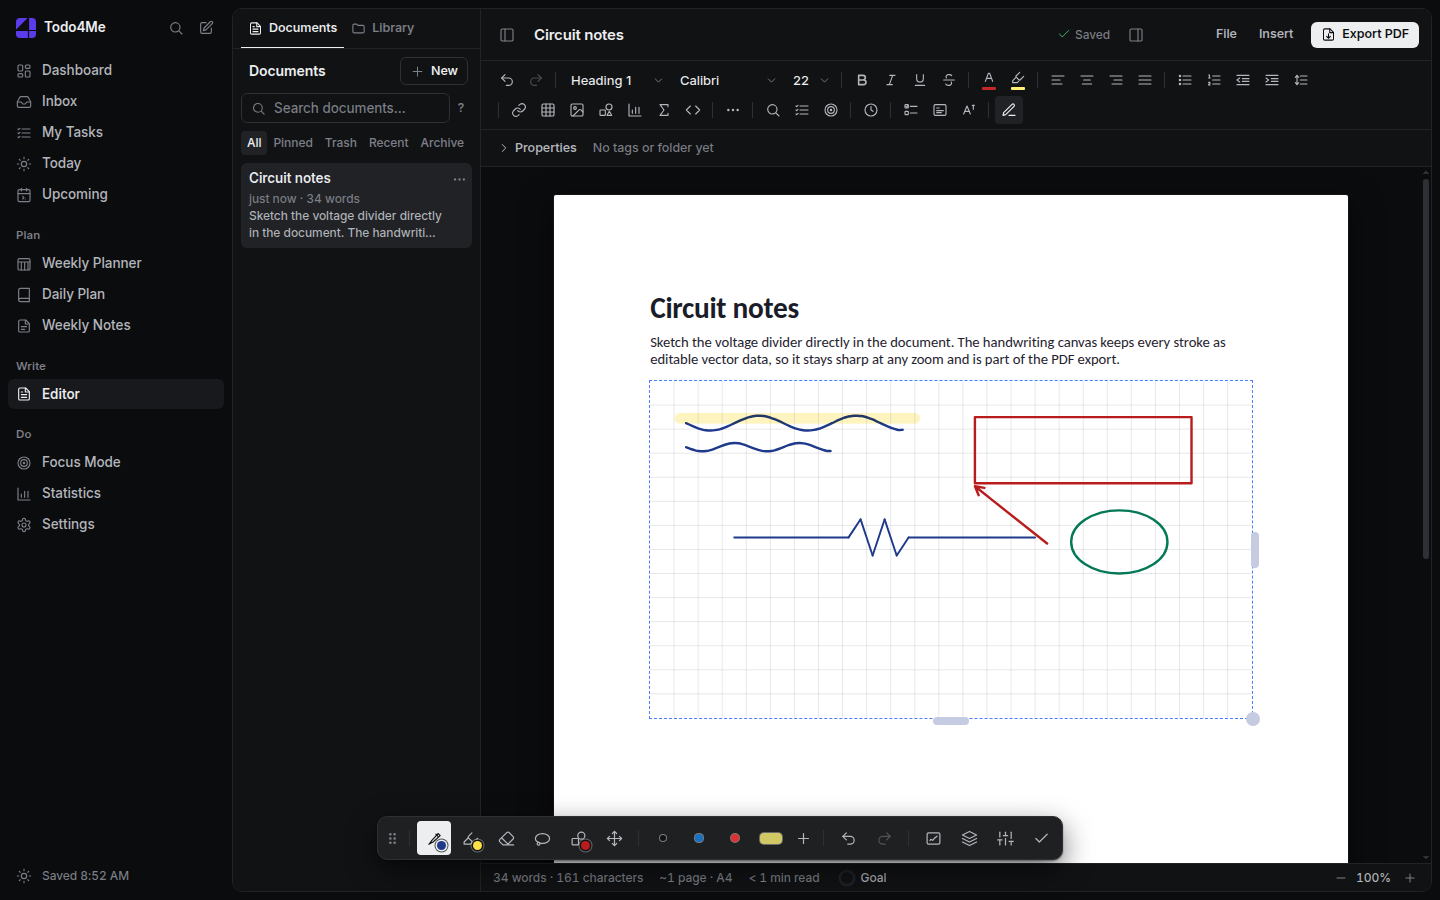 Todo4Me
Dashboard
Inbox
My Tasks
Today
Upcoming
Plan
Weekly Planner
Daily Plan
Weekly Notes
Write
Editor
Do
Focus Mode
Statistics
Settings
Saved 8:52 AM
Documents
Library
Documents
New
Search documents...
?
All
Pinned
Trash
Recent
Archive
Circuit notes
just now · 34 words
Sketch the voltage divider directly
in the document. The handwriti...
Circuit notes
Saved
File
Insert
Export PDF
Heading 1
Calibri
22
Properties
No tags or folder yet
Circuit notes
Sketch the voltage divider directly in the document. The handwriting canvas keeps every stroke as
editable vector data, so it stays sharp at any zoom and is part of the PDF export.
34 words · 161 characters
~1 page · A4
< 1 min read
Goal
100%